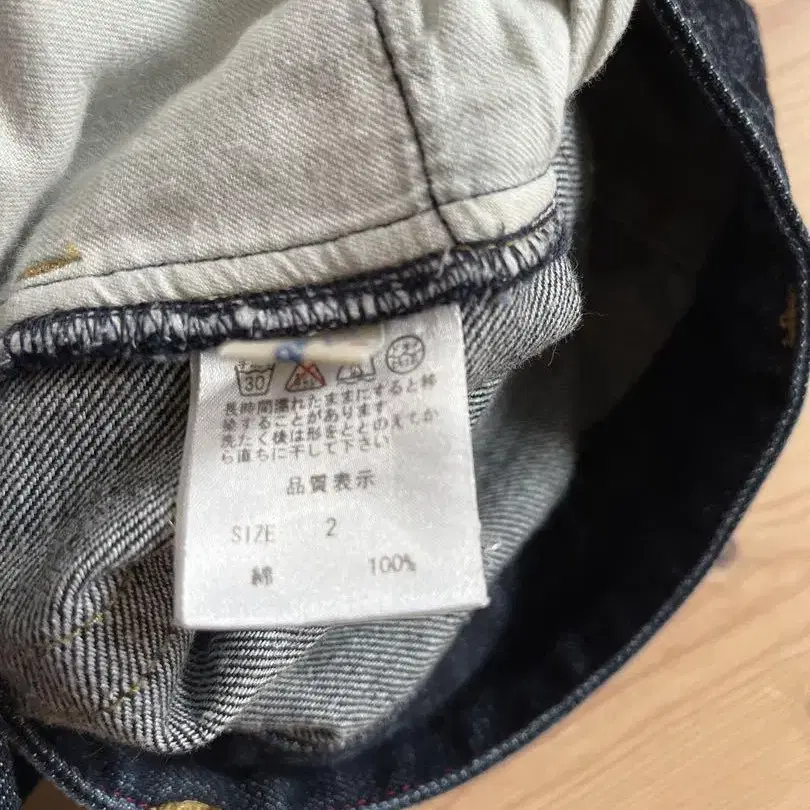 30
長時間濡れたままにすると移
染することがあります。
洗たく後は形をととのえてか
ら直ちに干して下さい
品質表示
SIZE 2
綿 100%